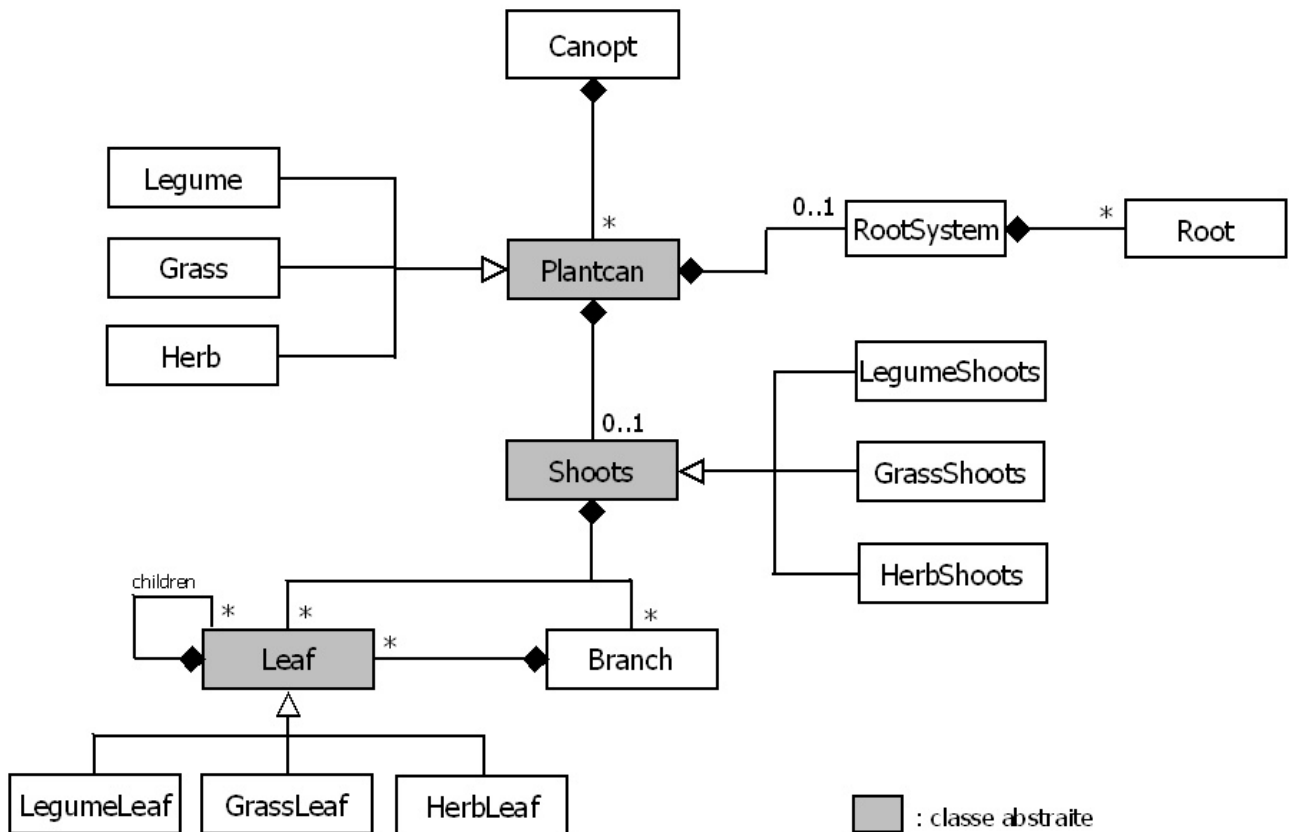 Canopt
Legume
Grass
Herb
*
Plantcan
0..1
RootSystem
*
Root
0..1
Shoots
LegumeShoots
GrassShoots
HerbShoots
children
*
*
*
*
Leaf
Branch
LegumeLeaf
GrassLeaf
HerbLeaf
: classe abstraite